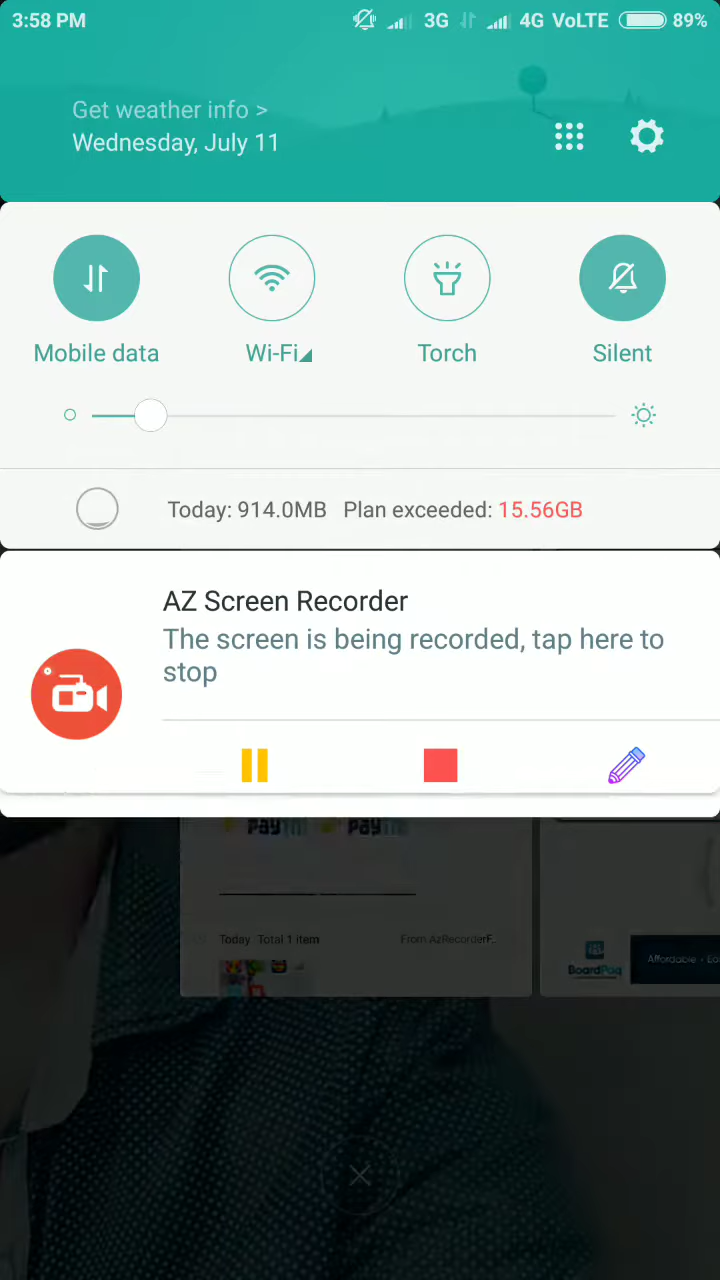 3:58 PM 3G 4G VoLTE 89%
Get weather info >
Wednesday, July 11
Mobile data Wi-Fi Torch Silent
Today: 914.0MB Plan exceeded: 15.56GB
AZ Screen Recorder
The screen is being recorded, tap here to
stop
Paytm Paytm
Today Total 1 item From AzRecorderF..
BoardPaq Affordable - Ea